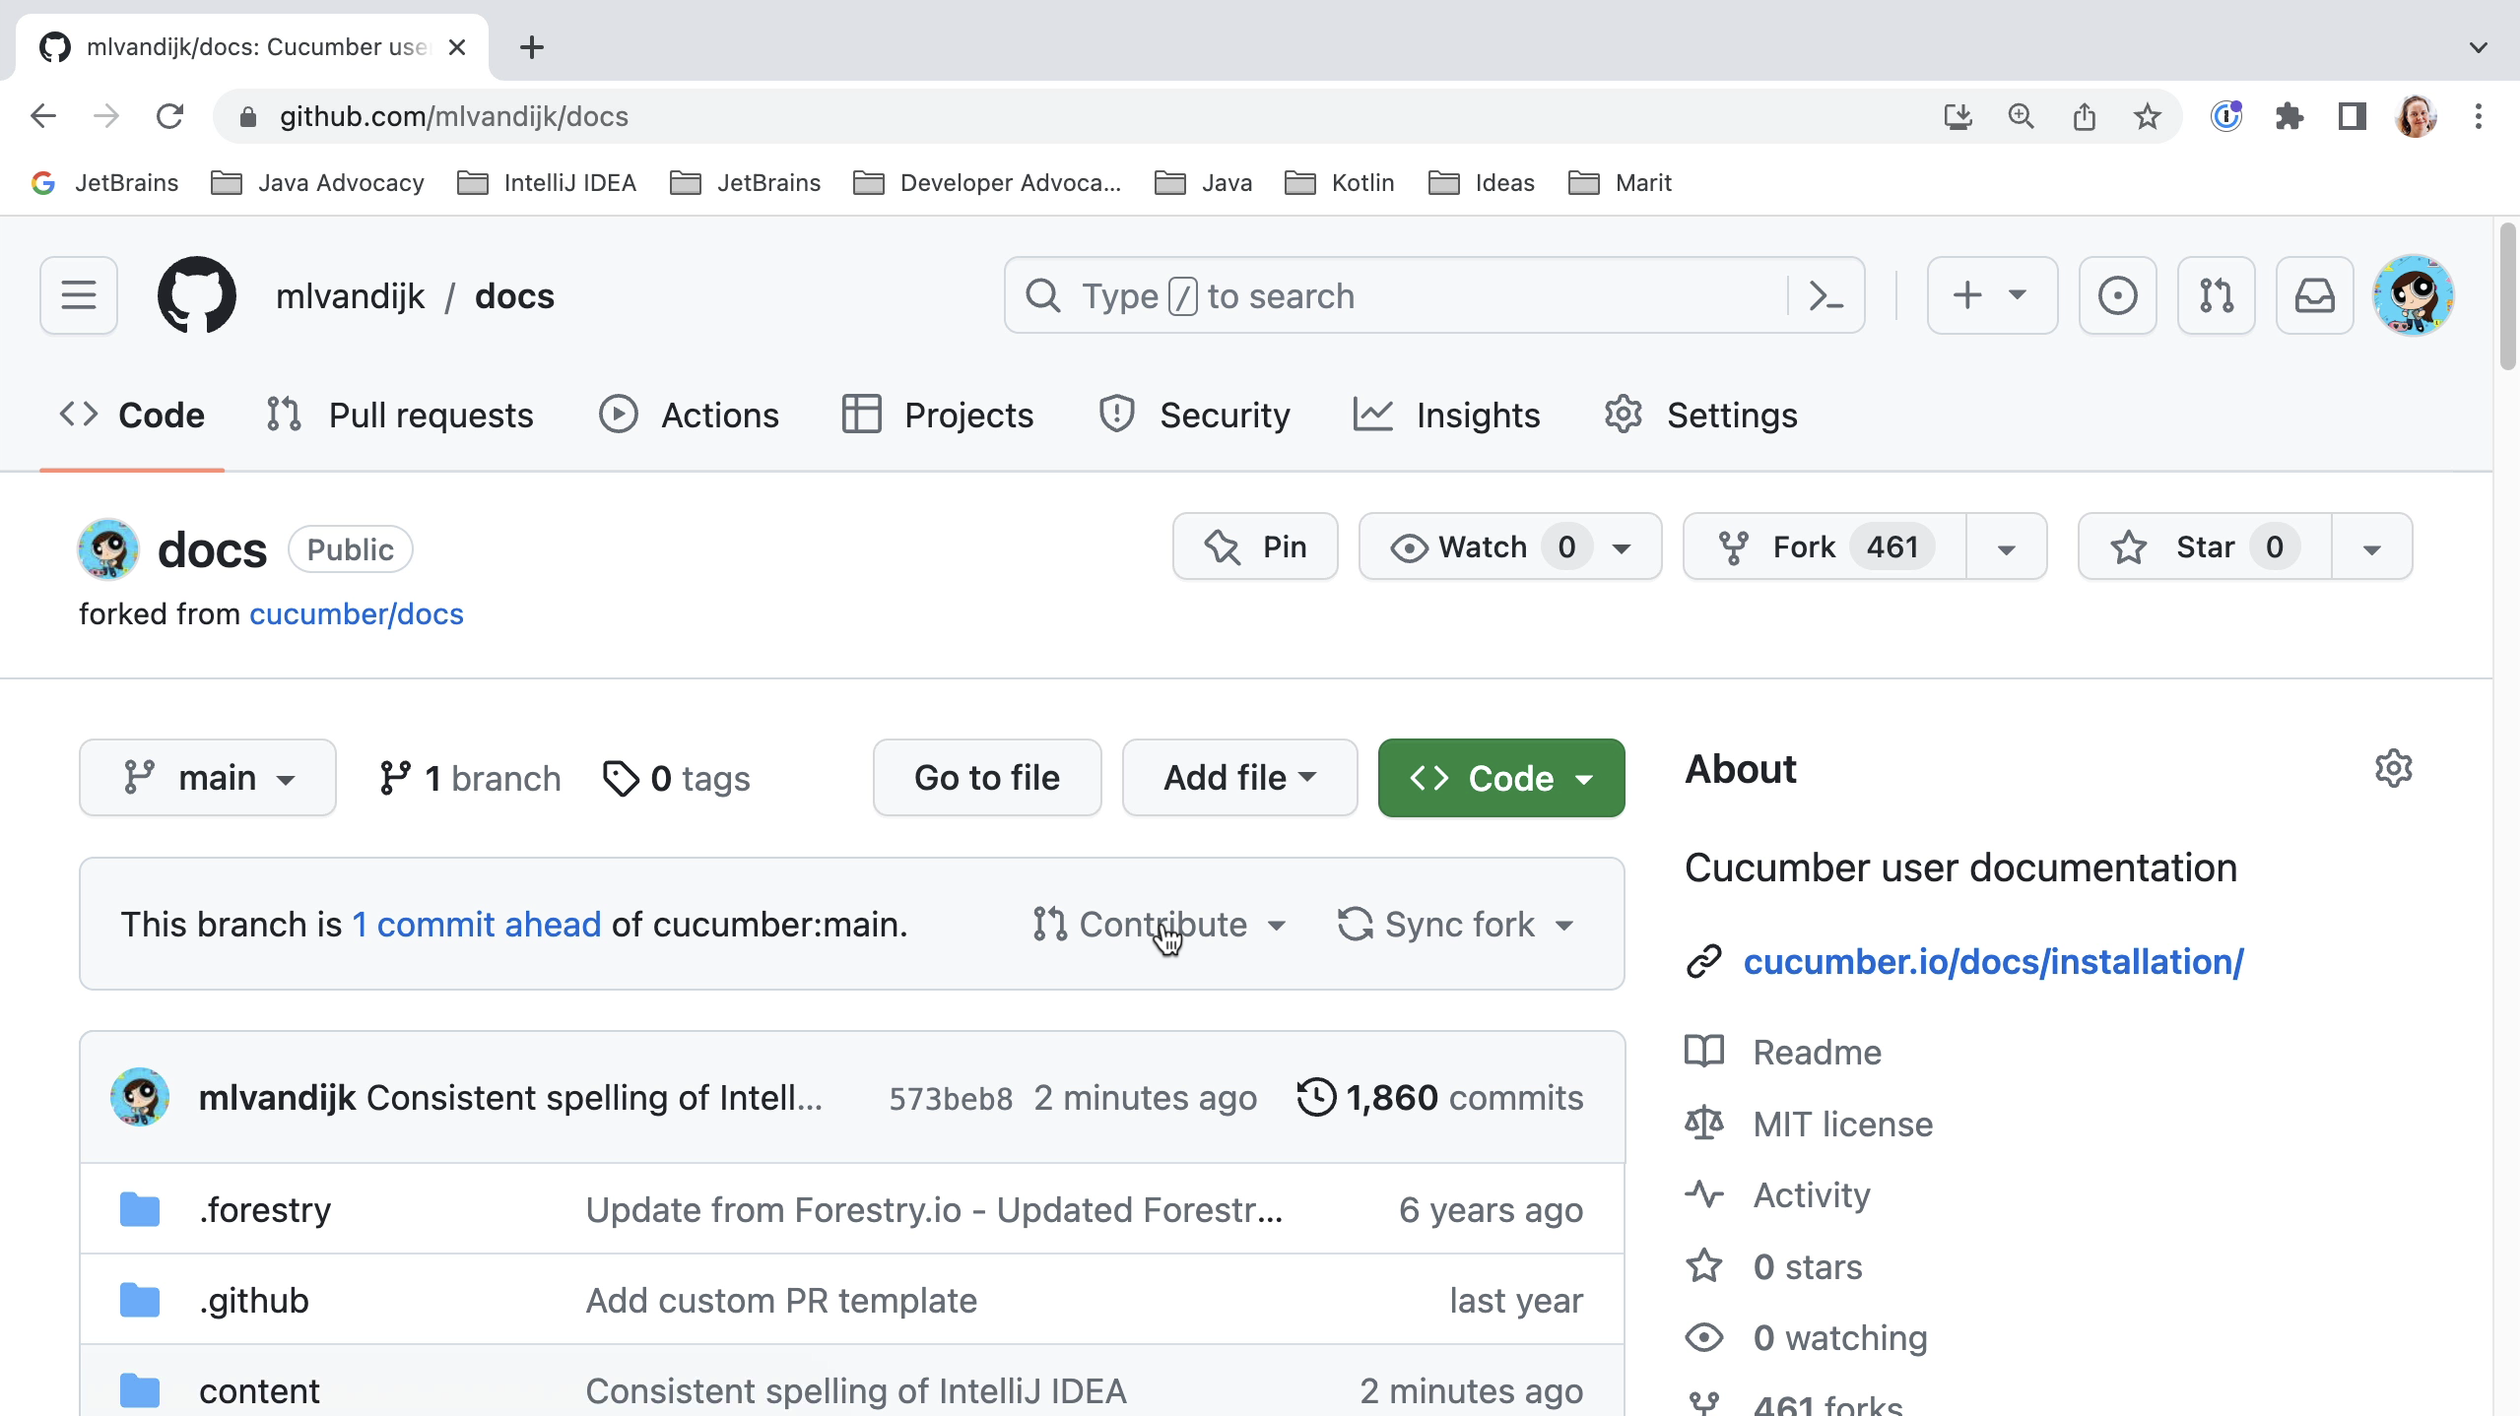 mlvandijk/docs: Cucumber use
github.com/mlvandijk/docs
JetBrains Java Advocacy IntelliJ IDEA JetBrains Developer Advoca... Java Kotlin Ideas Marit
mlvandijk / docs
Type / to search
Code Pull requests Actions Projects Security Insights Settings
docs Public
Pin Watch 0 Fork 461 Star 0
forked from cucumber/docs
main 1 branch 0 tags Go to file Add file Code
This branch is 1 commit ahead of cucumber:main. Contribute Sync fork
mlvandijk Consistent spelling of Intell... 573beb8 2 minutes ago 1,860 commits
.forestry Update from Forestry.io - Updated Forestr... 6 years ago
.github Add custom PR template last year
content Consistent spelling of IntelliJ IDEA 2 minutes ago
About
Cucumber user documentation
cucumber.io/docs/installation/
Readme
MIT license
Activity
0 stars
0 watching
461 forks